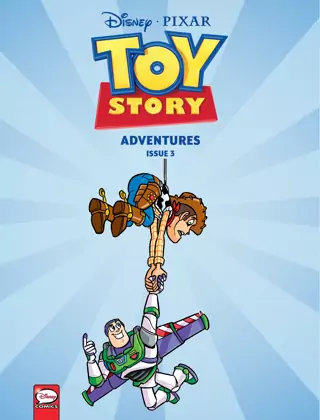 DISNEY · PIXAR
TOY
STORY
ADVENTURES
ISSUE 3
DISNEY
COMICS